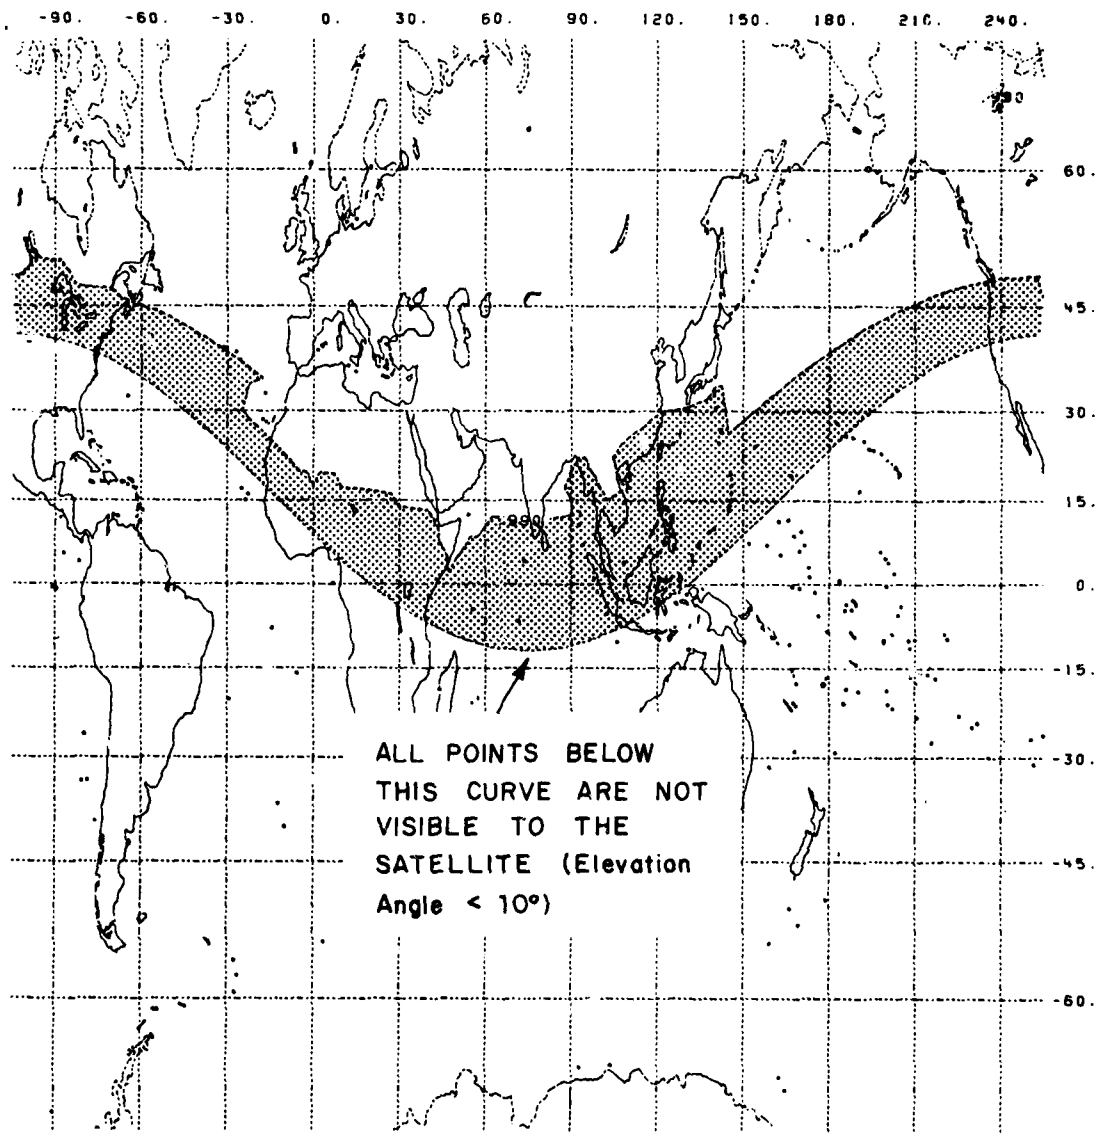 -90. -60. -30. 0. 30. 60. 90. 120. 150. 180. 210. 240.
60.
45.
30.
15.
0.
-15.
-30.
-45.
-60.
ALL POINTS BELOW
THIS CURVE ARE NOT
VISIBLE TO THE
SATELLITE (Elevation
Angle < 10°)